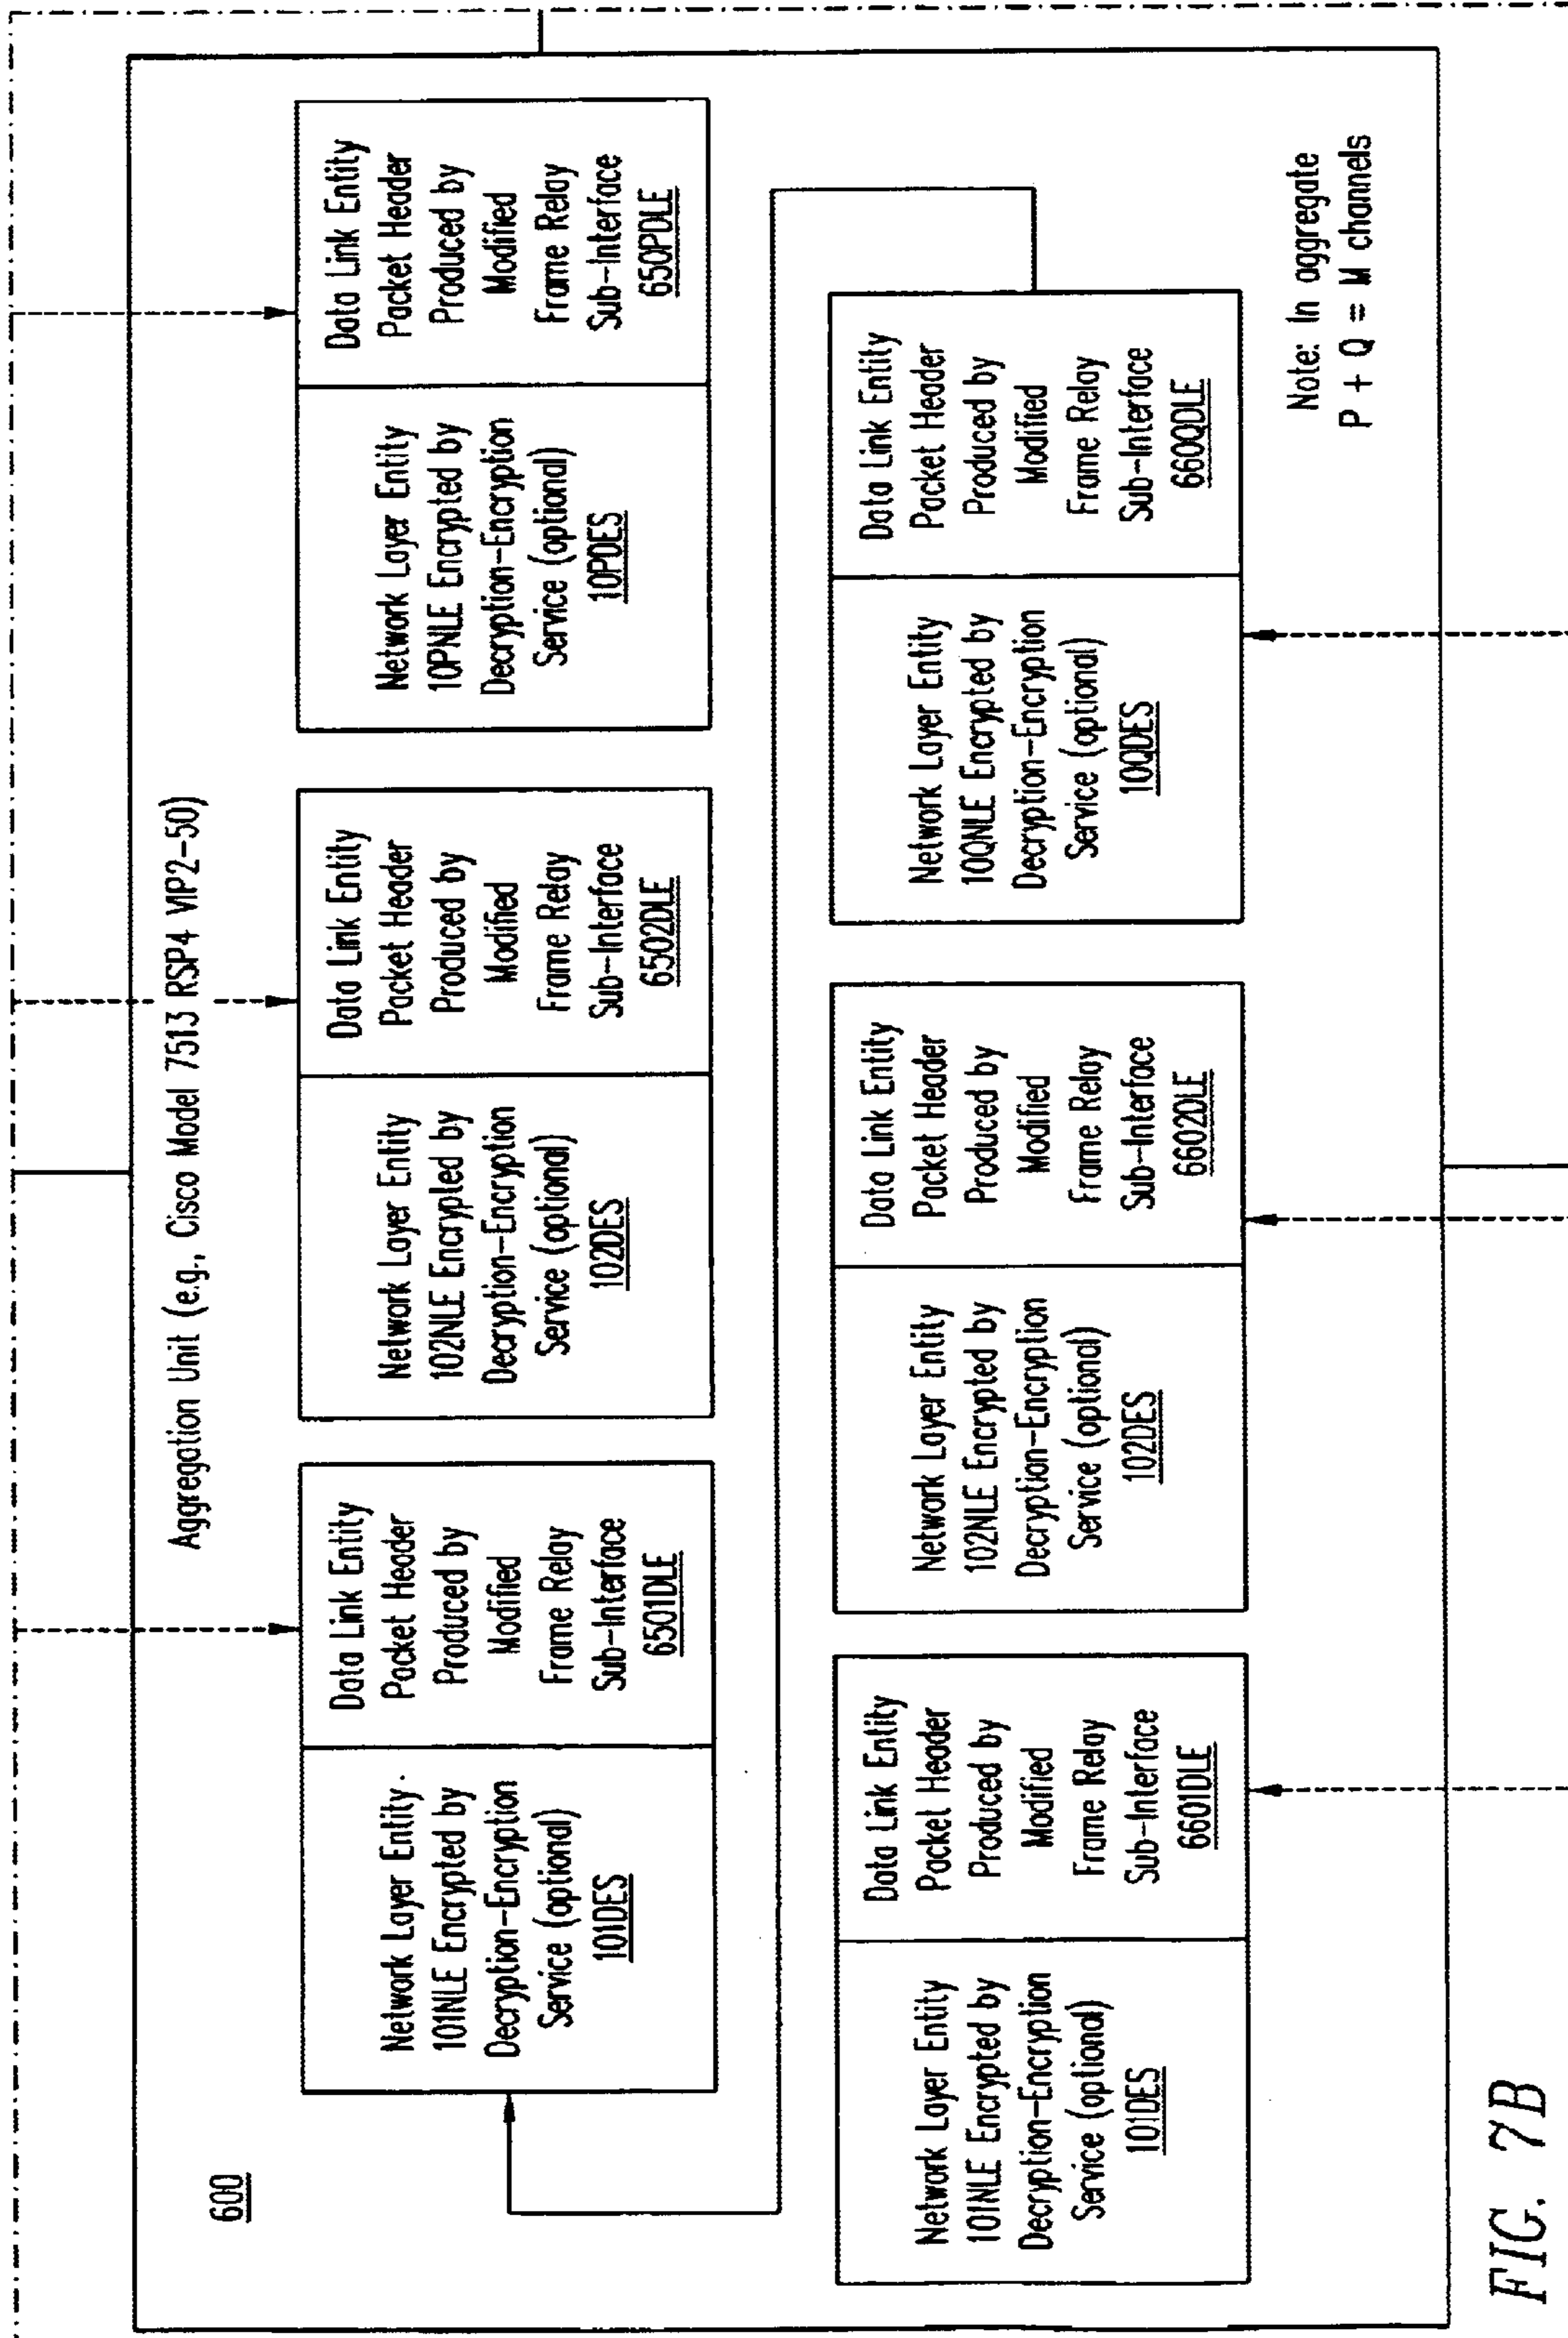 Aggregation Unit (e.g., Cisco Model 7513 RSP4 VIP2-50)
600
Network Layer Entity
101NLE Encrypted by
Decryption-Encryption
Service (optional)
101DES
Data Link Entity
Packet Header
Produced by
Modified
Frame Relay
Sub-Interface
6501DLE
Network Layer Entity
102NLE Encrypted by
Decryption-Encryption
Service (optional)
102DES
Data Link Entity
Packet Header
Produced by
Modified
Frame Relay
Sub-Interface
6502DLE
Network Layer Entity
10PNLE Encrypted by
Decryption-Encryption
Service (optional)
10PDES
Data Link Entity
Packet Header
Produced by
Modified
Frame Relay
Sub-Interface
650PDLE
Network Layer Entity
101NLE Encrypted by
Decryption-Encryption
Service (optional)
101DES
Data Link Entity
Packet Header
Produced by
Modified
Frame Relay
Sub-Interface
6601DLE
Network Layer Entity
102NLE Encrypted by
Decryption-Encryption
Service (optional)
102DES
Data Link Entity
Packet Header
Produced by
Modified
Frame Relay
Sub-Interface
6602DLE
Network Layer Entity
10QNLE Encrypted by
Decryption-Encryption
Service (optional)
10QDES
Data Link Entity
Packet Header
Produced by
Modified
Frame Relay
Sub-Interface
660QDLE
Note: In aggregate
P + Q = M channels
FIG. 7B